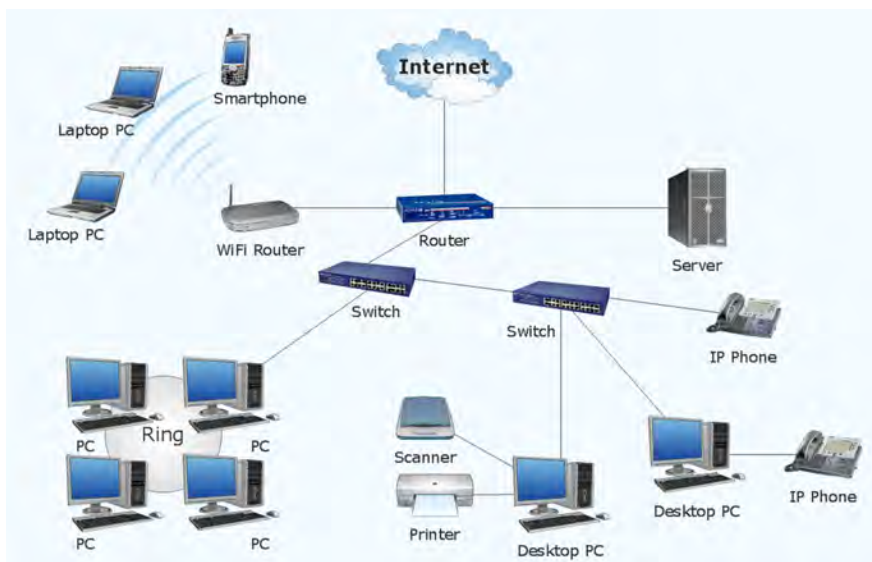 Internet
Smartphone
Laptop PC
Laptop PC
WiFi Router
Router
Server
Switch
Switch
IP Phone
PC
PC
Ring
PC
PC
Scanner
Printer
Desktop PC
Desktop PC
IP Phone